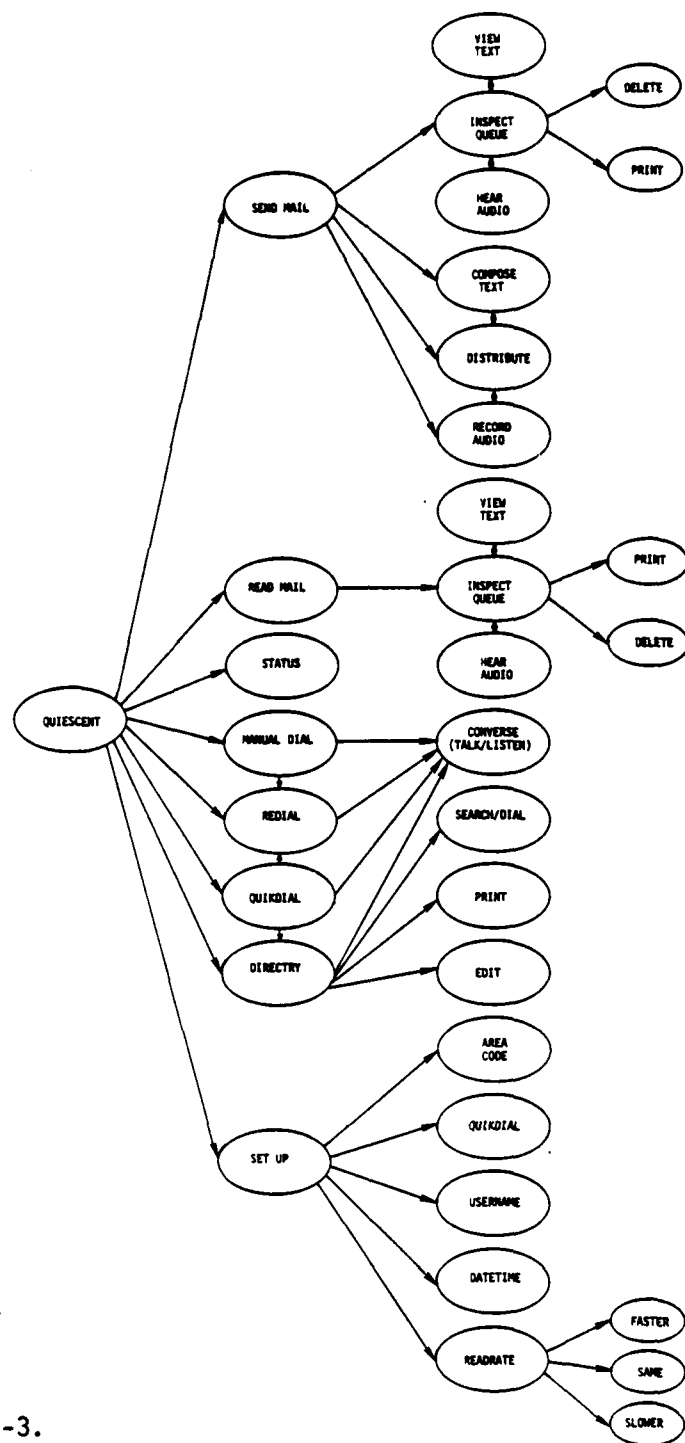 VIEW
TEXT
DELETE
INSPECT
QUEUE
PRINT
SEND MAIL
HEAR
AUDIO
COMPOSE
TEXT
DISTRIBUTE
RECORD
AUDIO
VIEW
TEXT
PRINT
READ MAIL
INSPECT
QUEUE
DELETE
STATUS
HEAR
AUDIO
QUIESCENT
MANUAL DIAL
CONVERSE
(TALK/LISTEN)
REDIAL
SEARCH/DIAL
QUIKDIAL
PRINT
DIRECTRY
EDIT
AREA
CODE
QUIKDIAL
SET UP
USERNAME
DATETIME
FASTER
READRATE
SAME
SLOWER
-3.